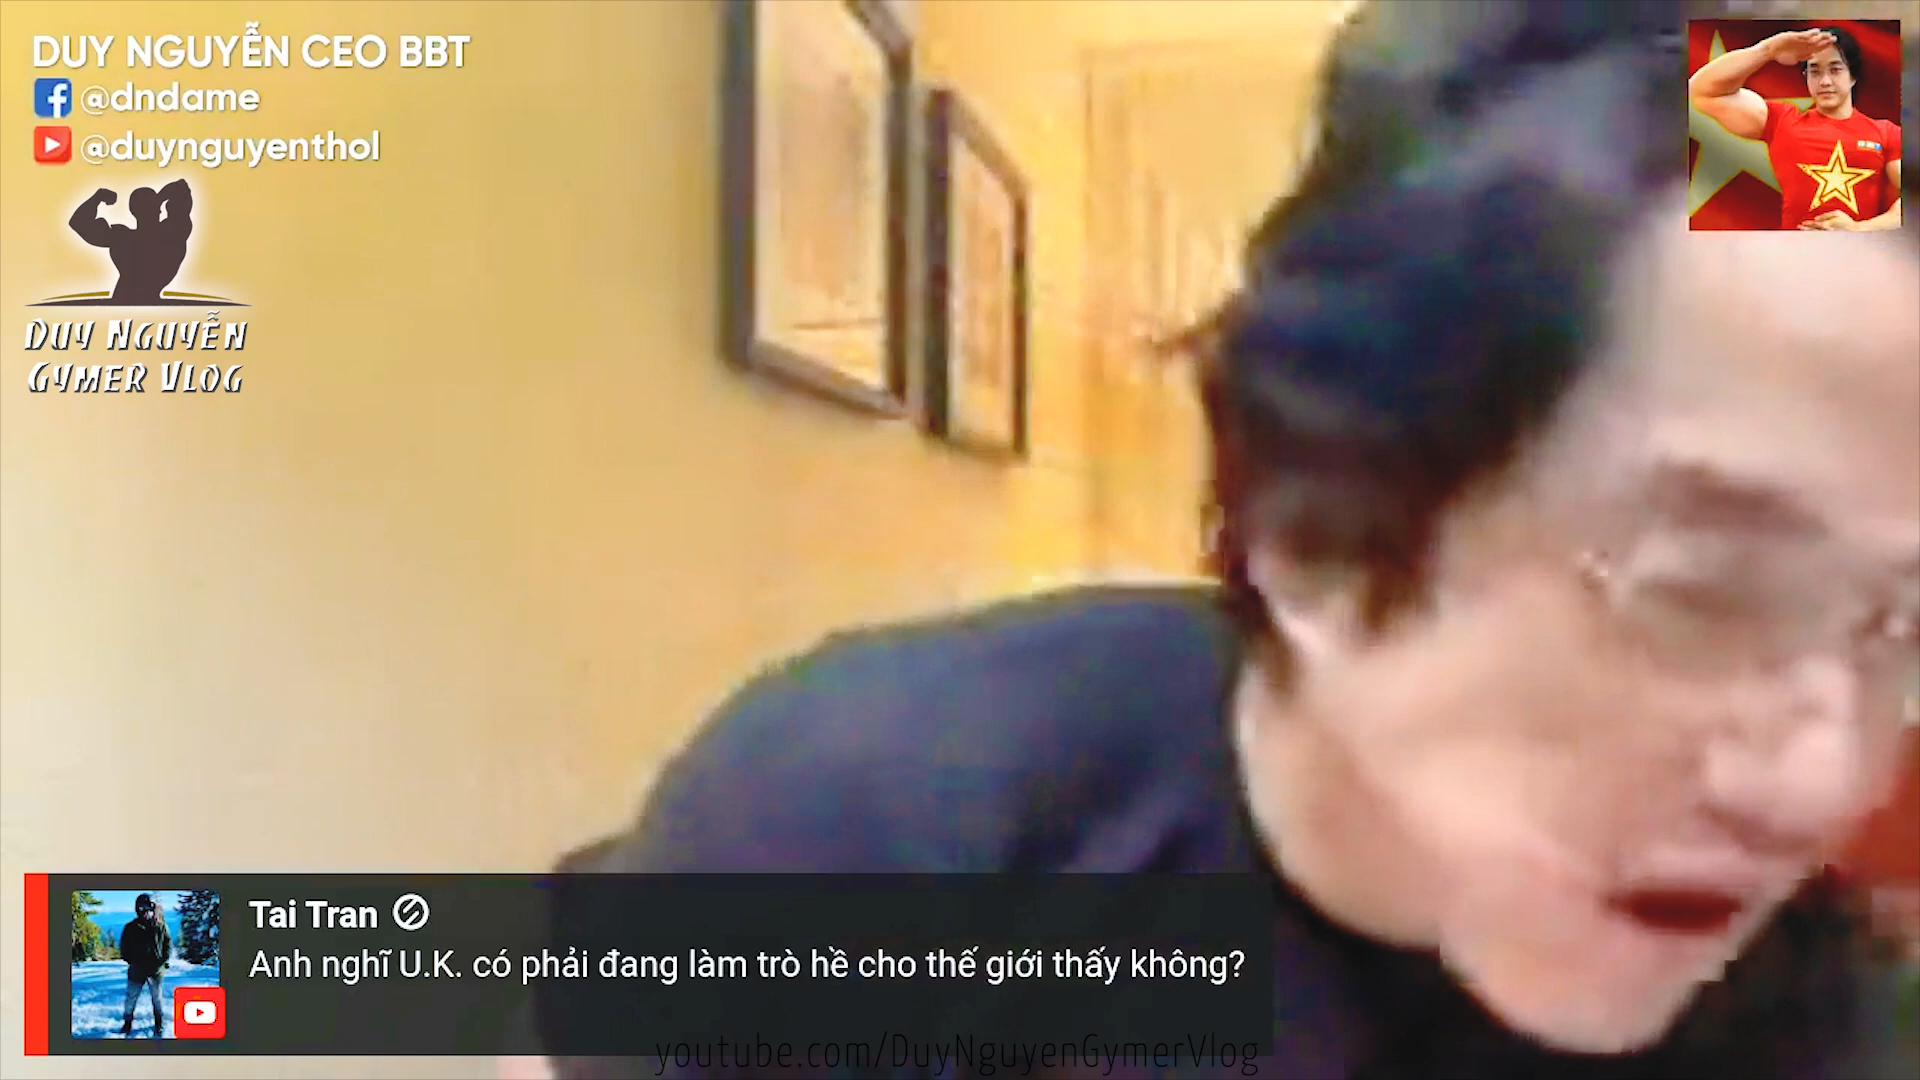 DUY NGUYỄN CEO BBT
@dndame
@duynguyenthol
DUY NGUYỄN
GYMER VLOG
Tai Tran
Anh nghĩ U.K. có phải đang làm trò hề cho thế giới thấy không?
youtube.com/DuyNguyenGymerVlog